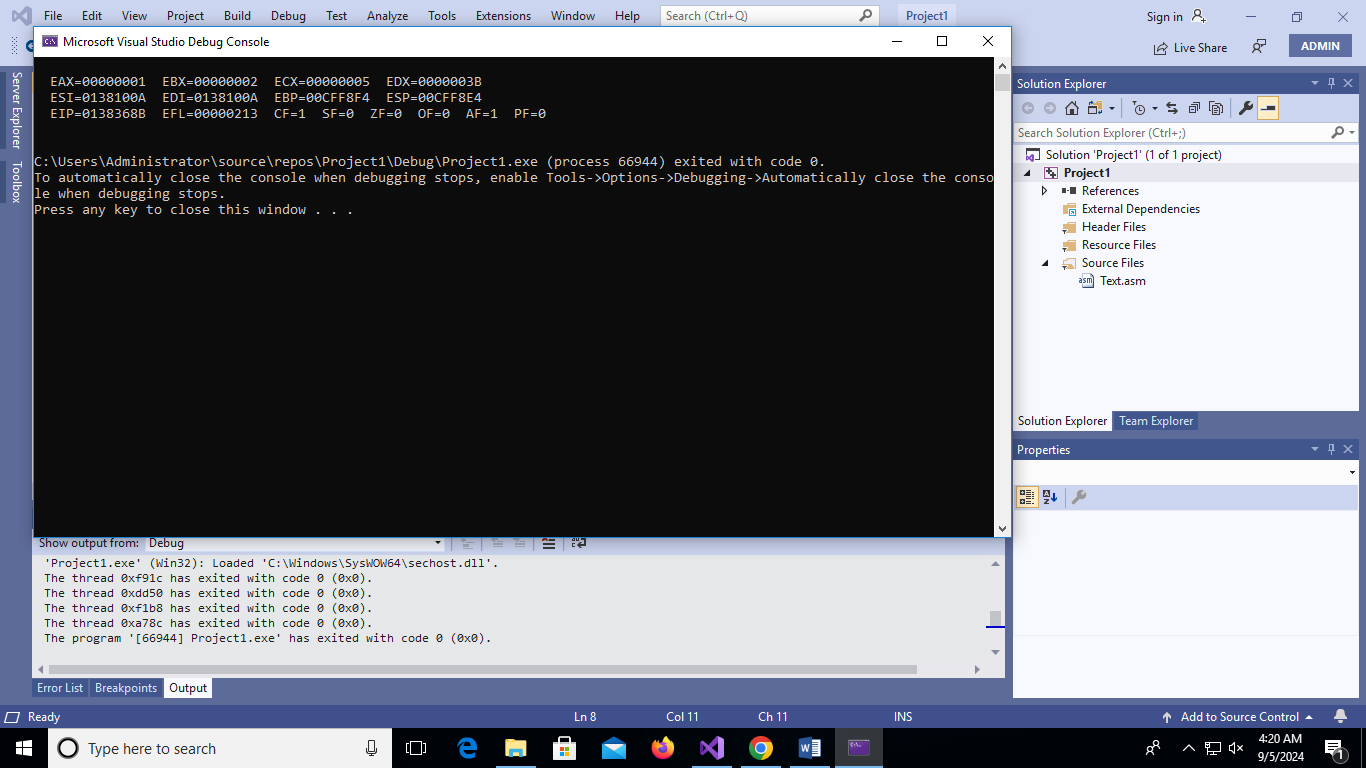 File Edit View Project Build Debug Test Analyze Tools Extensions Window Help Search (Ctrl+Q) Project1 Sign in
Live Share ADMIN
Microsoft Visual Studio Debug Console
EAX=00000001 EBX=00000002 ECX=00000005 EDX=0000003B
ESI=0138100A EDI=0138100A EBP=00CFF8F4 ESP=00CFF8E4
EIP=0138368B EFL=00000213 CF=1 SF=0 ZF=0 OF=0 AF=1 PF=0
C:\Users\Administrator\source\repos\Project1\Debug\Project1.exe (process 66944) exited with code 0.
To automatically close the console when debugging stops, enable Tools->Options->Debugging->Automatically close the conso
le when debugging stops.
Press any key to close this window . . .
Server Explorer
Toolbox
Solution Explorer
Search Solution Explorer (Ctrl+;)
Solution 'Project1' (1 of 1 project)
Project1
References
External Dependencies
Header Files
Resource Files
Source Files
asm Text.asm
Solution Explorer Team Explorer
Properties
Show output from: Debug
'Project1.exe' (Win32): Loaded 'C:\Windows\SysWOW64\sechost.dll'.
The thread 0xf91c has exited with code 0 (0x0).
The thread 0xdd50 has exited with code 0 (0x0).
The thread 0xf1b8 has exited with code 0 (0x0).
The thread 0xa78c has exited with code 0 (0x0).
The program '[66944] Project1.exe' has exited with code 0 (0x0).
Error List Breakpoints Output
Ready Ln 8 Col 11 Ch 11 INS Add to Source Control
Type here to search
4:20 AM
9/5/2024
1